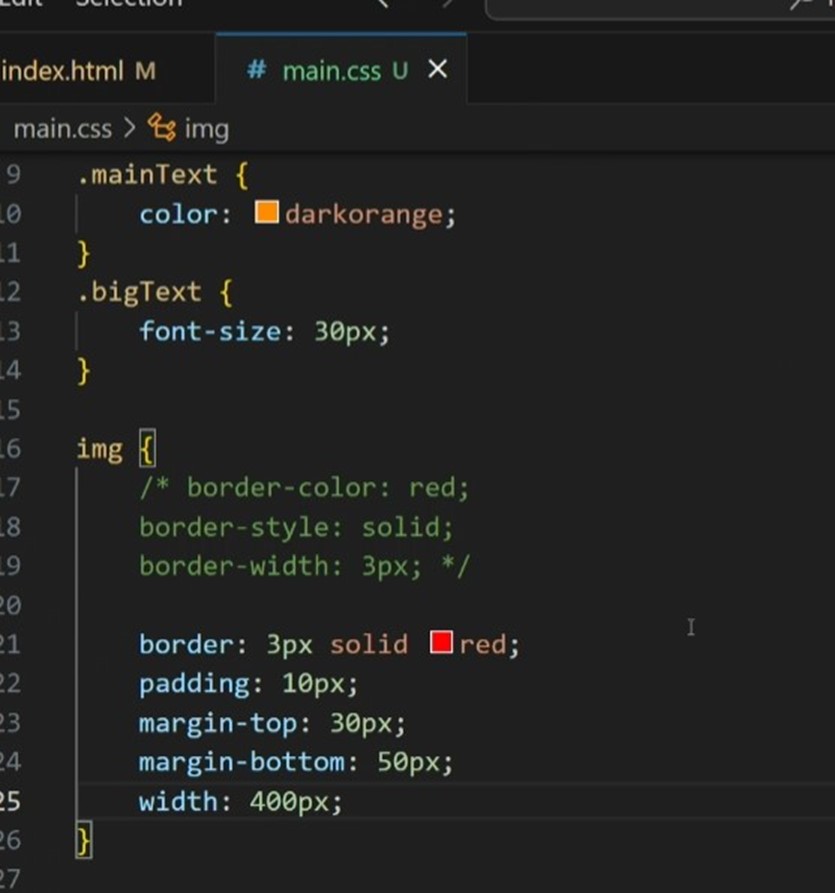 Selection
index.html M
# main.css U ×
main.css > img
9 .mainText {
10 color: darkorange;
11 }
12 .bigText {
13 font-size: 30px;
14 }
15
16 img {
17 /* border-color: red;
18 border-style: solid;
19 border-width: 3px; */
20
21 border: 3px solid red;
22 padding: 10px;
23 margin-top: 30px;
24 margin-bottom: 50px;
25 width: 400px;
26 }
27